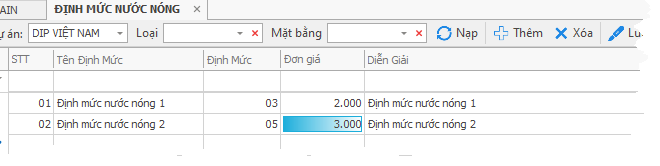 AIN ĐỊNH MỨC NƯỚC NÓNG ×
ự án: DIP VIỆT NAM Loại × Mặt bằng × Nạp Thêm Xóa Lư
STT Tên Định Mức Định Mức Đơn giá Diễn Giải
01 Định mức nước nóng 1 03 2.000 Định mức nước nóng 1
02 Định mức nước nóng 2 05 3.000 Định mức nước nóng 2